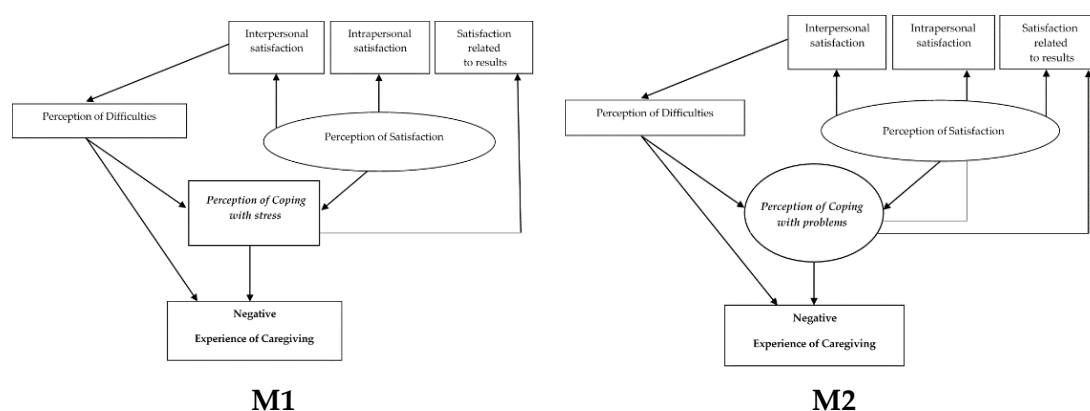 Interpersonal
satisfaction
Intrapersonal
satisfaction
Satisfaction
related
to results
Perception of Difficulties
Perception of Satisfaction
Perception of Coping
with stress
Negative
Experience of Caregiving
M1
Interpersonal
satisfaction
Intrapersonal
satisfaction
Satisfaction
related
to results
Perception of Difficulties
Perception of Satisfaction
Perception of Coping
with problems
Negative
Experience of Caregiving
M2